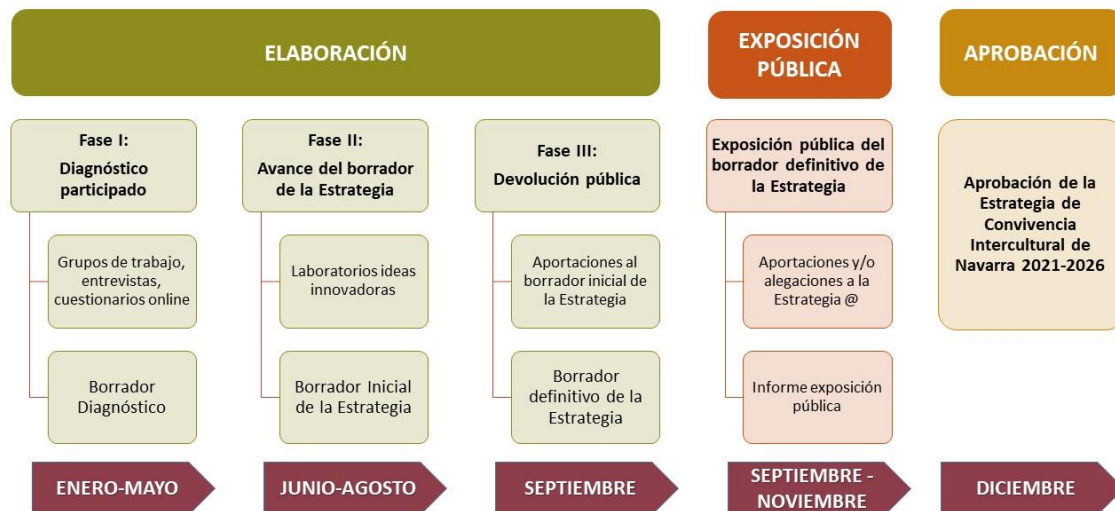 ELABORACIÓN
EXPOSICIÓN
PÚBLICA
APROBACIÓN
Fase I:
Diagnóstico
participado
Grupos de trabajo,
entrevistas,
cuestionarios online
Borrador
Diagnóstico
Fase II:
Avance del borrador
de la Estrategia
Laboratorios ideas
innovadoras
Borrador Inicial
de la Estrategia
Fase III:
Devolución pública
Aportaciones al
borrador inicial de
la Estrategia
Borrador
definitivo de la
Estrategia
Exposición pública del
borrador definitivo de
la Estrategia
Aportaciones y/o
alegaciones a la
Estrategia @
Informe exposición
pública
Aprobación de la
Estrategia de
Convivencia
Intercultural de
Navarra 2021-2026
ENERO-MAYO
JUNIO-AGOSTO
SEPTIEMBRE
SEPTIEMBRE -
NOVIEMBRE
DICIEMBRE